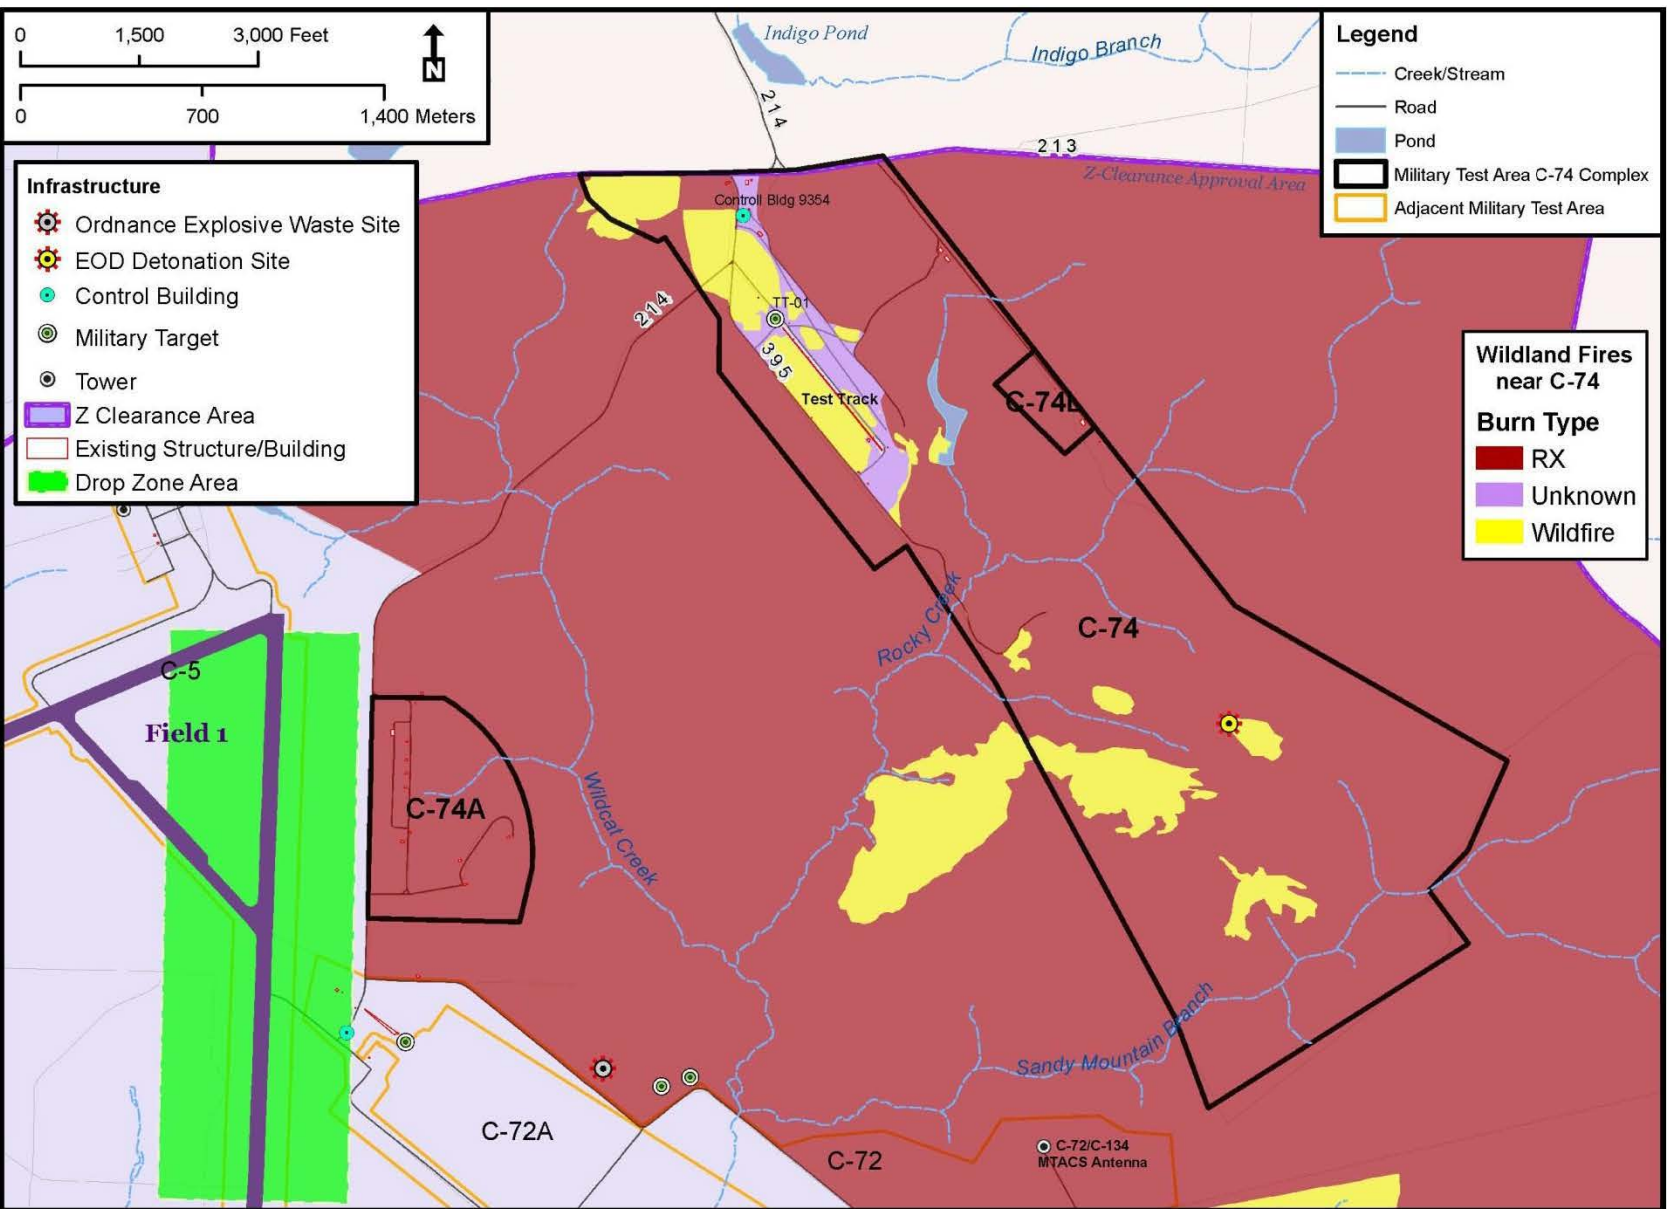 0 1,500 3,000 Feet
N
0 700 1,400 Meters
Infrastructure
Ordnance Explosive Waste Site
EOD Detonation Site
Control Building
Military Target
Tower
Z Clearance Area
Existing Structure/Building
Drop Zone Area
Legend
Creek/Stream
Road
Pond
Military Test Area C-74 Complex
Adjacent Military Test Area
Wildland Fires
near C-74
Burn Type
RX
Unknown
Wildfire
Indigo Pond
Indigo Branch
214
213
Z-Clearance Approval Area
Controll Bldg 9354
214
TT-01
395
Test Track
C-74L
Rocky Creek
C-74
C-5
Field 1
C-74A
Wildcat Creek
Sandy Mountain Branch
C-72A
C-72
C-72/C-134
MTACS Antenna